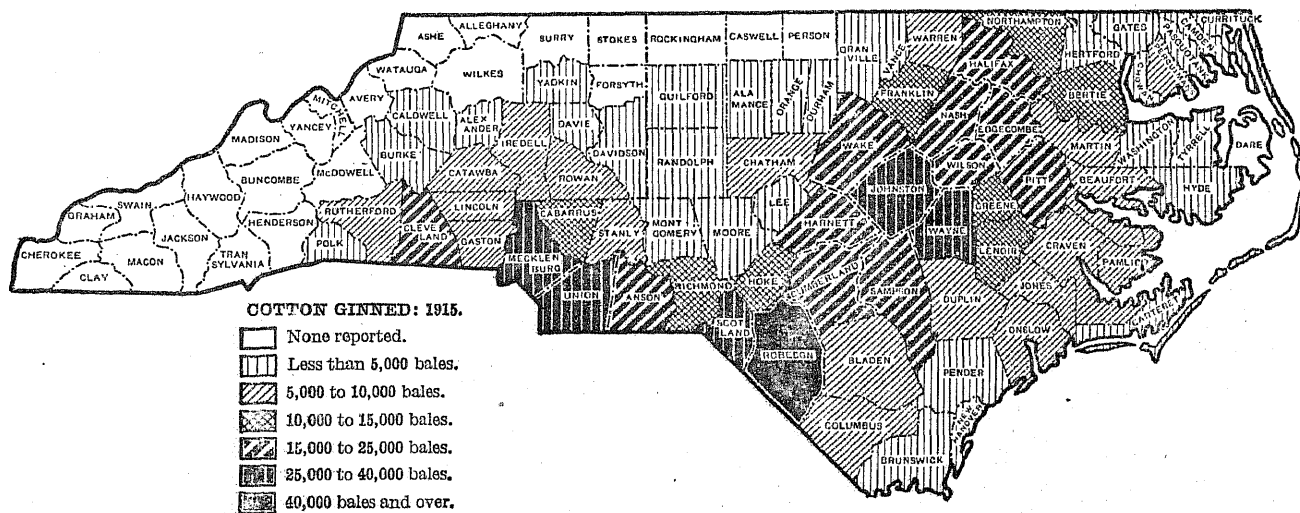 ALLEGHANY
ASHE
SURRY
STOKES
ROCKINGHAM
CASWELL
PERSON
GRAN
VILLE
VANCE
WARREN
NORTHAMPTON
GATES
CURRITUCK
CAMDEN
PASQUOTANK
PERQUIMANS
CHOWAN
HERTFORD
HALIFAX
WATAUGA
WILKES
YADKIN
FORSYTH
GUILFORD
ALA
MANCE
ORANGE
DURHAM
FRANKLIN
BERTIE
MITCHELL
AVERY
CALDWELL
ALEX
ANDER
DAVIE
NASH
EDGECOMBE
MADISON
YANCEY
BURKE
IREDELL
DAVIDSON
RANDOLPH
CHATHAM
WAKE
WILSON
MARTIN
WASHINGTON
TYRRELL
DARE
BUNCOMBE
McDOWELL
CATAWBA
ROWAN
JOHNSTON
PITT
BEAUFORT
HYDE
HAYWOOD
SWAIN
GRAHAM
RUTHERFORD
LINCOLN
CABARRUS
LEE
GREENE
HENDERSON
CLEVE
LAND
GASTON
STANLY
MONT
GOMERY
MOORE
HARNETT
WAYNE
LENOIR
CRAVEN
JACKSON
POLK
CHEROKEE
MACON
TRAN
SYLVANIA
CLAY
MECKLEN
BURG
UNION
ANSON
RICHMOND
HOKE
CUMBERLAND
SAMPSON
DUPLIN
JONES
PAMLICO
CARTERET
ONSLOW
SCOT
LAND
ROBESON
BLADEN
PENDER
COLUMBUS
NEW
HANOVER
BRUNSWICK
COTTON GINNED: 1915.
None reported.
Less than 5,000 bales.
5,000 to 10,000 bales.
10,000 to 15,000 bales.
15,000 to 25,000 bales.
25,000 to 40,000 bales.
40,000 bales and over.